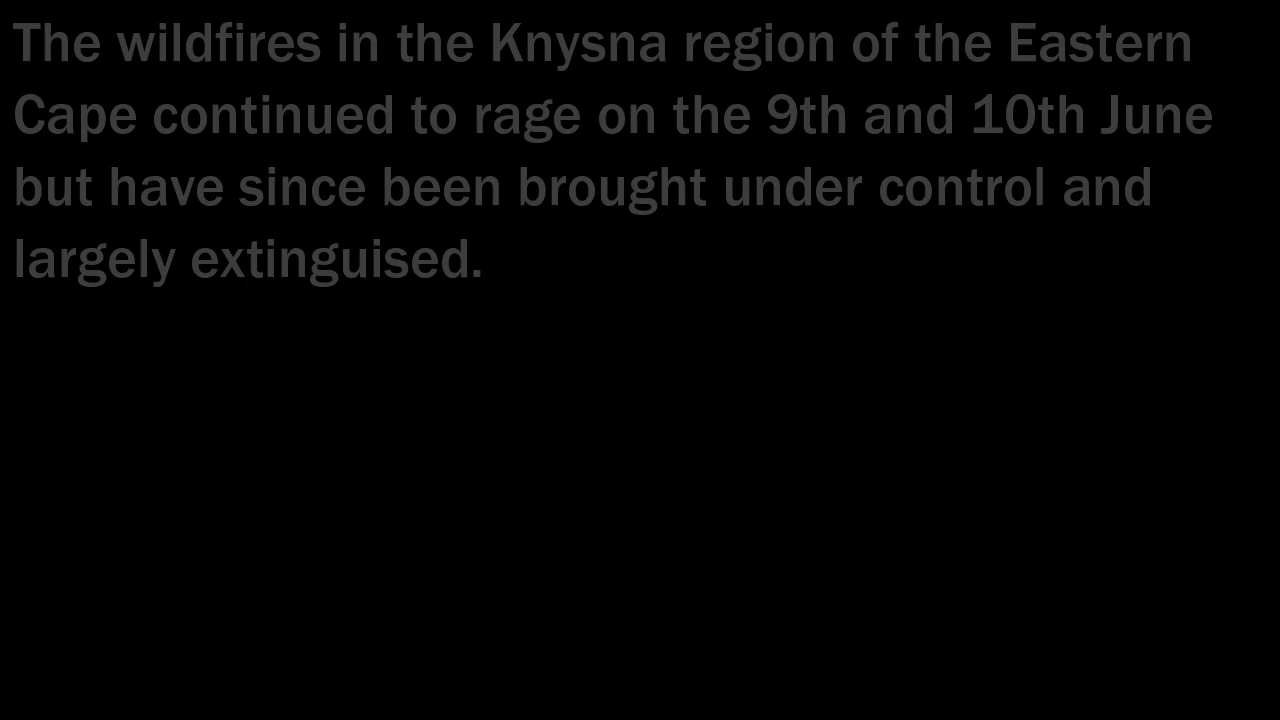 The wildfires in the Knysna region of the Eastern
Cape continued to rage on the 9th and 10th June
but have since been brought under control and
largely extinguised.